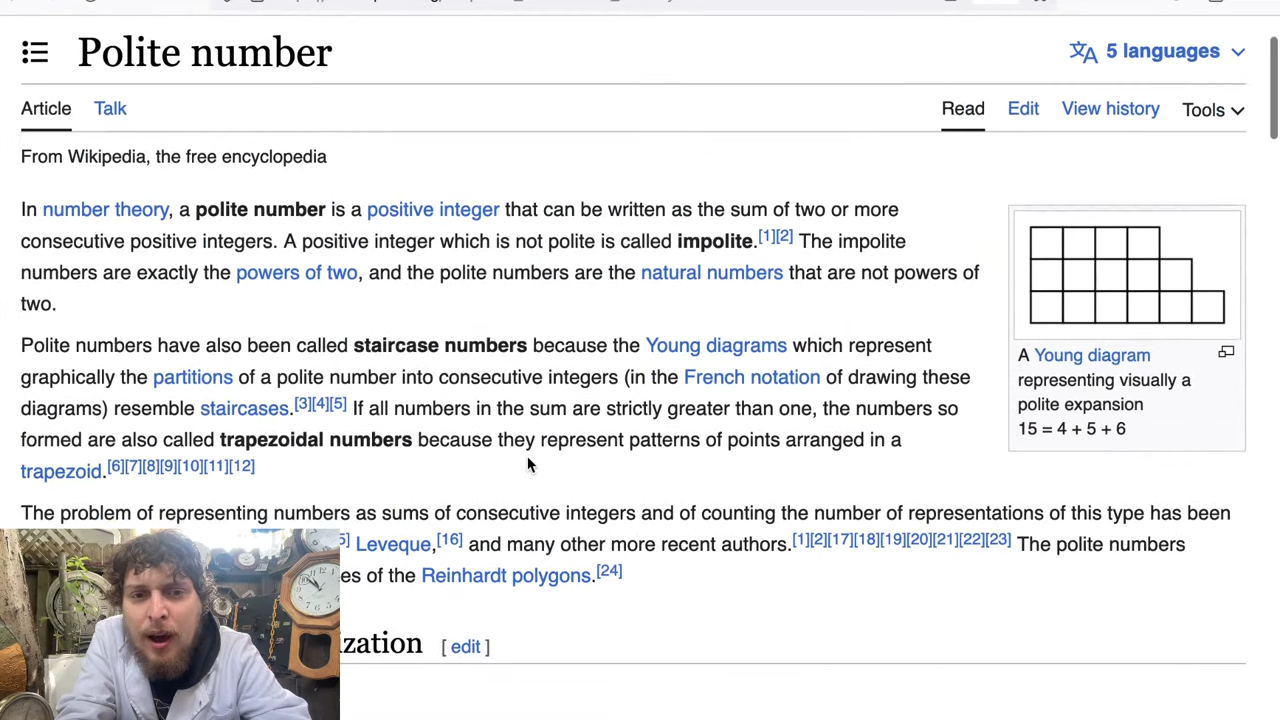 Polite number
5 languages
Article Talk
Read Edit View history Tools
From Wikipedia, the free encyclopedia
In number theory, a polite number is a positive integer that can be written as the sum of two or more
consecutive positive integers. A positive integer which is not polite is called impolite.[1][2] The impolite
numbers are exactly the powers of two, and the polite numbers are the natural numbers that are not powers of
two.
Polite numbers have also been called staircase numbers because the Young diagrams which represent
graphically the partitions of a polite number into consecutive integers (in the French notation of drawing these
diagrams) resemble staircases.[3][4][5] If all numbers in the sum are strictly greater than one, the numbers so
formed are also called trapezoidal numbers because they represent patterns of points arranged in a
trapezoid.[6][7][8][9][10][11][12]
A Young diagram
representing visually a
polite expansion
15 = 4 + 5 + 6
The problem of representing numbers as sums of consecutive integers and of counting the number of representations of this type has been
5] Leveque,[16] and many other more recent authors.[1][2][17][18][19][20][21][22][23] The polite numbers
es of the Reinhardt polygons.[24]
ization [ edit ]